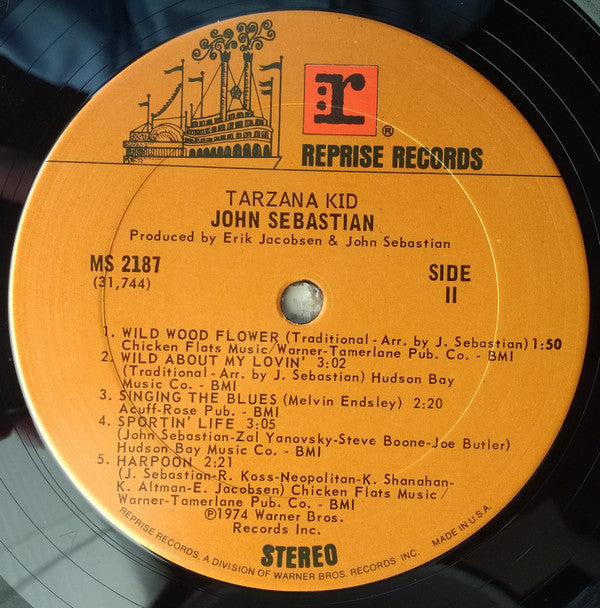 r
®
REPRISE RECORDS
TARZANA KID
JOHN SEBASTIAN
Produced by Erik Jacobsen & John Sebastian
MS 2187
(31,744)
SIDE
II
1. WILD WOOD FLOWER (Traditional - Arr. by J. Sebastian) 1:50
Chicken Flats Music/Warner-Tamerlane Pub. Co. - BMI
2. WILD ABOUT MY LOVIN' 3:02
(Traditional - Arr. by J. Sebastian) Hudson Bay
Music Co. - BMI
3. SINGING THE BLUES (Melvin Endsley) 2:20
Acuff-Rose Pub. - BMI
4. SPORTIN' LIFE 3:05
(John Sebastian-Zal Yanovsky-Steve Boone-Joe Butler)
Hudson Bay Music Co. - BMI
5. HARPOON 2:21
(J. Sebastian-R. Koss-Neopolitan-K. Shanahan-
K. Altman-E. Jacobsen) Chicken Flats Music/
Warner-Tamerlane Pub. Co. - BMI
℗1974 Warner Bros.
Records Inc.
STEREO
REPRISE RECORDS, A DIVISION OF WARNER BROS. RECORDS INC. MADE IN U.S.A.